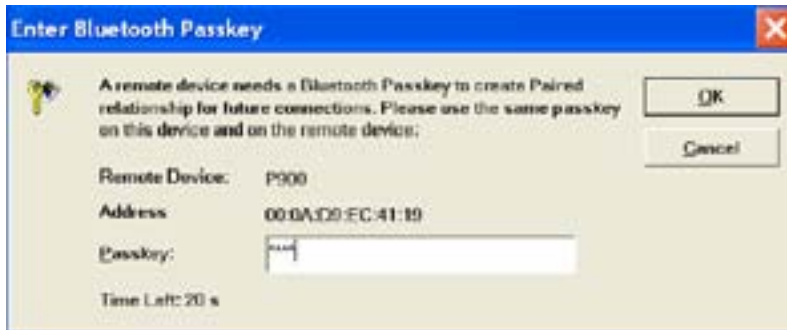 Enter Bluetooth Passkey
A remote device needs a Bluetooth Passkey to create Paired
relationship for future connections. Please use the same passkey
on this device and on the remote device:
OK
Cancel
Remote Device: P900
Address 00:0A:D9:EC:41:19
Passkey: ****
Time Left: 20 s